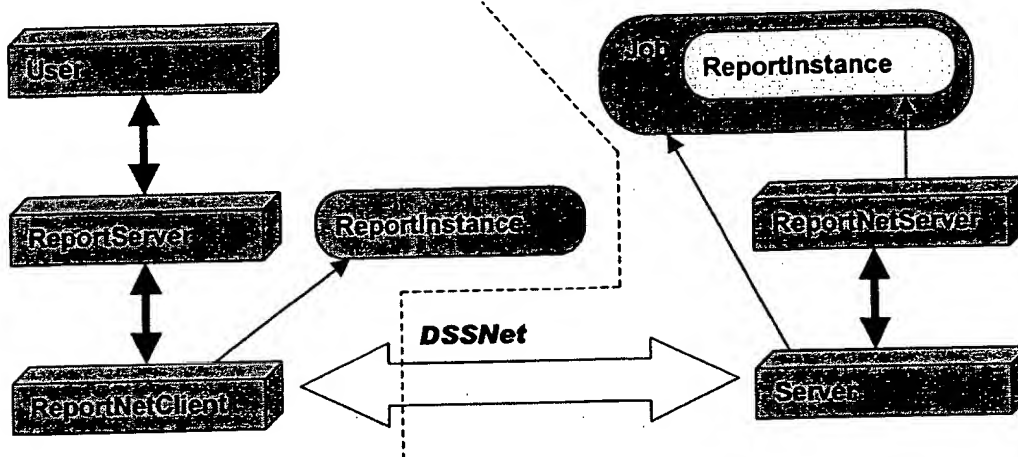 User
Job
ReportInstance
ReportServer
ReportInstance
ReportNetServer
DSSNet
ReportNetClient
Server